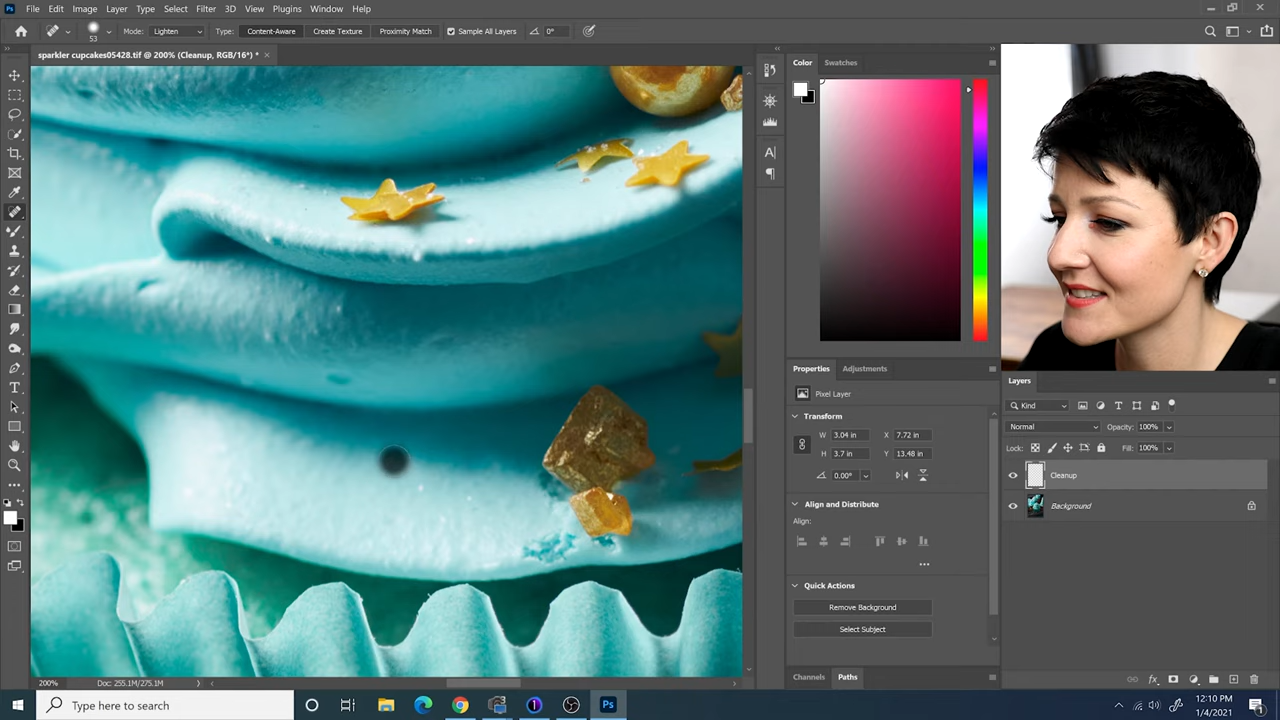 Ps File Edit Image Layer Type Select Filter 3D View Plugins Window Help
53 Mode: Lighten Type: Content-Aware Create Texture Proximity Match Sample All Layers 0°
sparkler cupcakes05428.tif @ 200% (Cleanup, RGB/16*) *
Color Swatches
Properties Adjustments
Pixel Layer
Transform
W 3.04 in X 7.72 in
H 3.7 in Y 13.48 in
0.00°
Align and Distribute
Align:
Quick Actions
Remove Background
Select Subject
Channels Paths
Layers
Kind
Normal Opacity: 100%
Lock: Fill: 100%
Cleanup
Background
200% Doc: 255.1M/275.1M
Type here to search
Ps
12:10 PM
1/4/2021